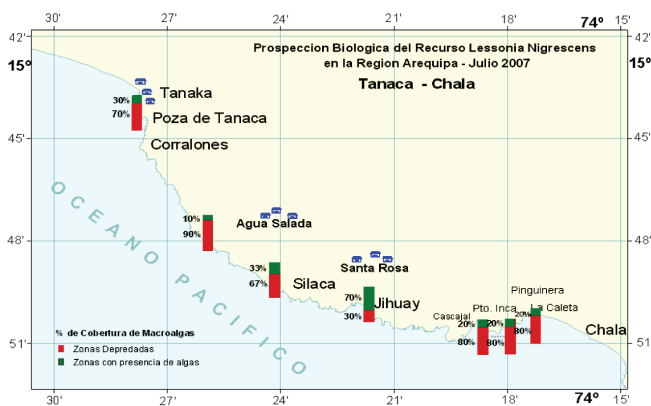 30' 27' 24' 21' 18' 74º 15'
42' 42'
15º 15º
Prospeccion Biologica del Recurso Lessonia Nigrescens
en la Region Arequipa - Julio 2007
Tanaca - Chala
Tanaka
30%
70%
Poza de Tanaca
45' 45'
Corralones
OCEANO PACIFICO
10%
90%
Agua Salada
48' 48'
33%
67%
Silaca
Santa Rosa
70%
30%
Jihuay
Pinguinera
Pto. Inca
La Caleta
Cascajal
20% 20% 20%
80% 80% 80%
Chala
51' 51'
% de Cobertura de Macroalgas
Zonas Depredadas
Zonas con presencia de algas
30' 27' 24' 21' 18' 74º 15'